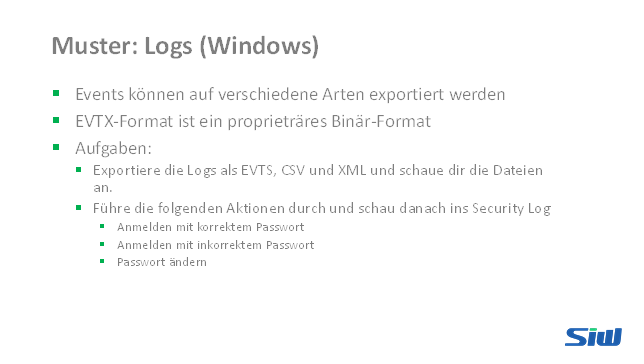 Muster: Logs (Windows)
Events können auf verschiedene Arten exportiert werden
EVTX-Format ist ein proprieträres Binär-Format
Aufgaben:
Exportiere die Logs als EVTS, CSV und XML und schaue dir die Dateien
an.
Führe die folgenden Aktionen durch und schau danach ins Security Log
Anmelden mit korrektem Passwort
Anmelden mit inkorrektem Passwort
Passwort ändern
SiW